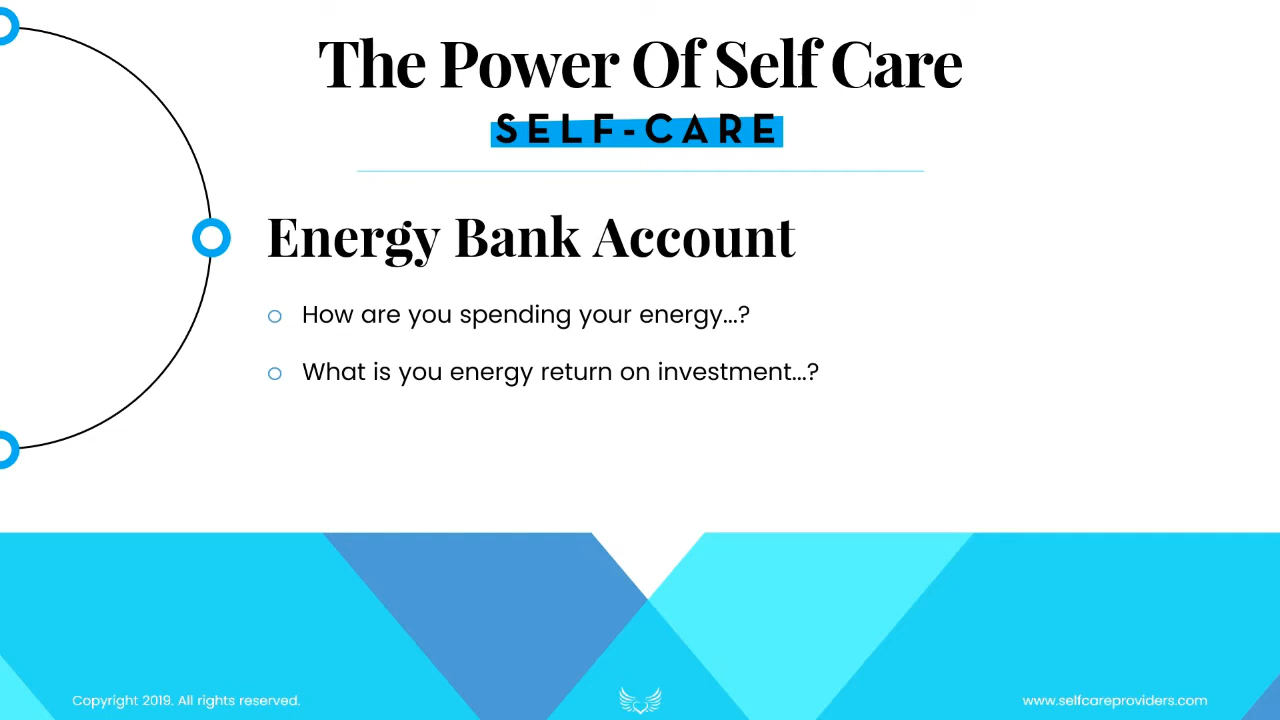 The Power Of Self Care
SELF-CARE
Energy Bank Account
How are you spending your energy...?
What is you energy return on investment...?
Copyright 2019. All rights reserved.
www.selfcareproviders.com